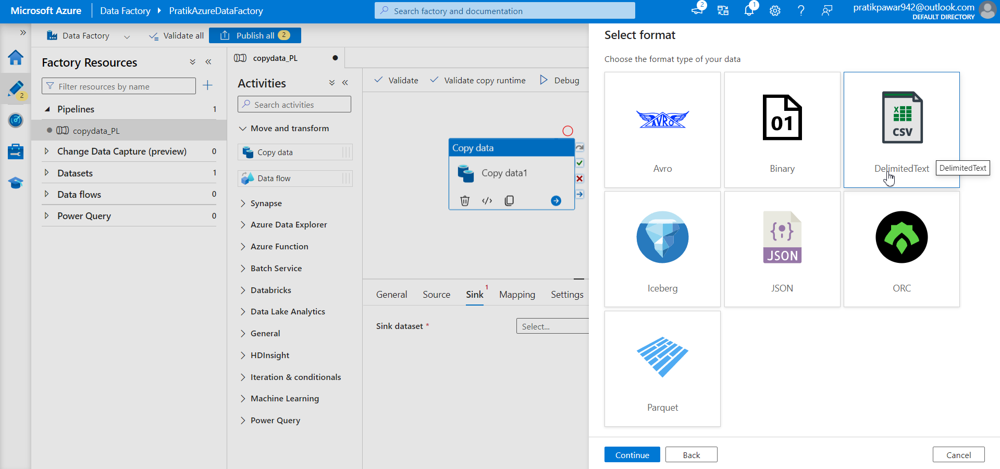 Microsoft Azure
Data Factory
PratikAzureDataFactory
Search factory and documentation
2
1
pratikpawar942@outlook.com
DEFAULT DIRECTORY
Data Factory
Validate all
Publish all
2
2
Factory Resources
Filter resources by name
Pipelines
1
copydata_PL
Change Data Capture (preview)
0
Datasets
1
Data flows
0
Power Query
0
copydata_PL
Activities
Search activities
Move and transform
Copy data
Data flow
Synapse
Azure Data Explorer
Azure Function
Batch Service
Databricks
Data Lake Analytics
General
HDInsight
Iteration & conditionals
Machine Learning
Power Query
Validate
Validate copy runtime
Debug
Copy data
Copy data1
General
Source
Sink
1
Mapping
Settings
Sink dataset *
Select...
Select format
Choose the format type of your data
AVRO
Avro
01
Binary
CSV
DelimitedText
DelimitedText
Iceberg
JSON
JSON
ORC
Parquet
Continue
Back
Cancel